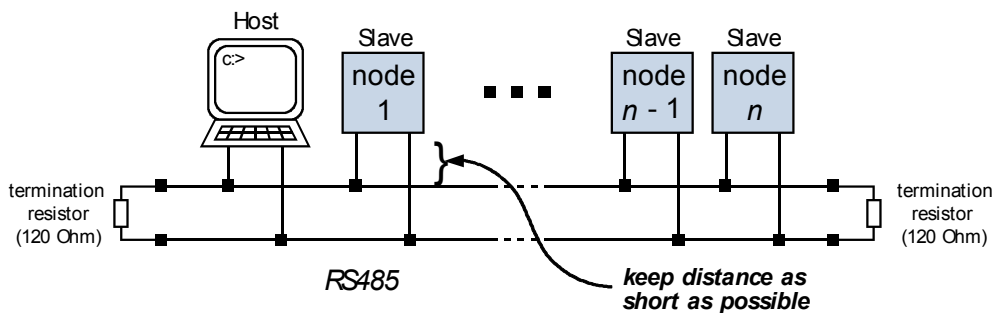 Host
c:>
Slave
node
1
Slave
node
n - 1
Slave
node
n
termination
resistor
(120 Ohm)
termination
resistor
(120 Ohm)
RS485
keep distance as
short as possible